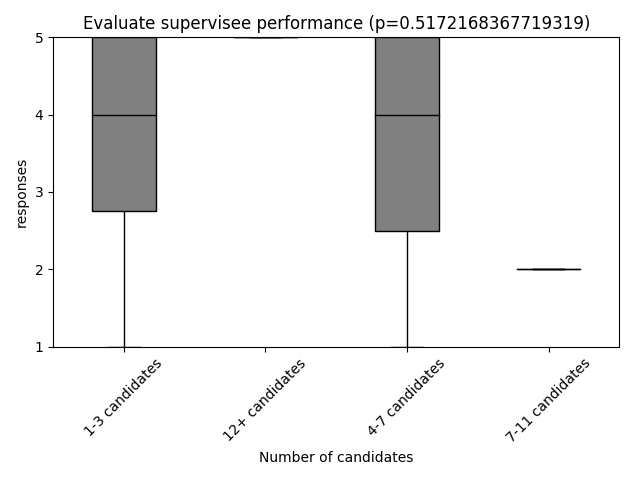 Evaluate supervisee performance (p=0.5172168367719319)
5
4
3
2
1
responses
1-3 candidates
12+ candidates
4-7 candidates
7-11 candidates
Number of candidates